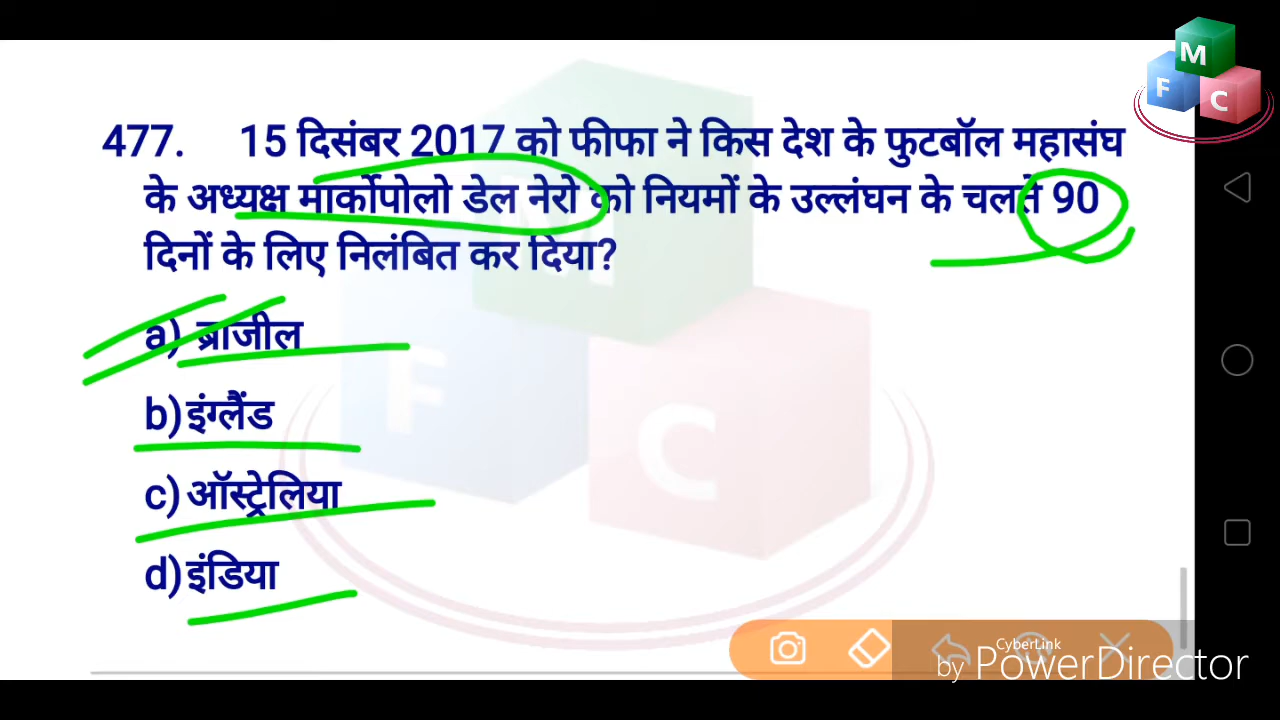 M
F
C
477. 15 दिसंबर 2017 को फीफा ने किस देश के फुटबॉल महासंघ
के अध्यक्ष मार्कोपोलो डेल नेरो को नियमों के उल्लंघन के चलते 90
दिनों के लिए निलंबित कर दिया?
a) ब्राजील
b) इंग्लैंड
c) ऑस्ट्रेलिया
d) इंडिया
M
F
C
CyberLink
by PowerDirector